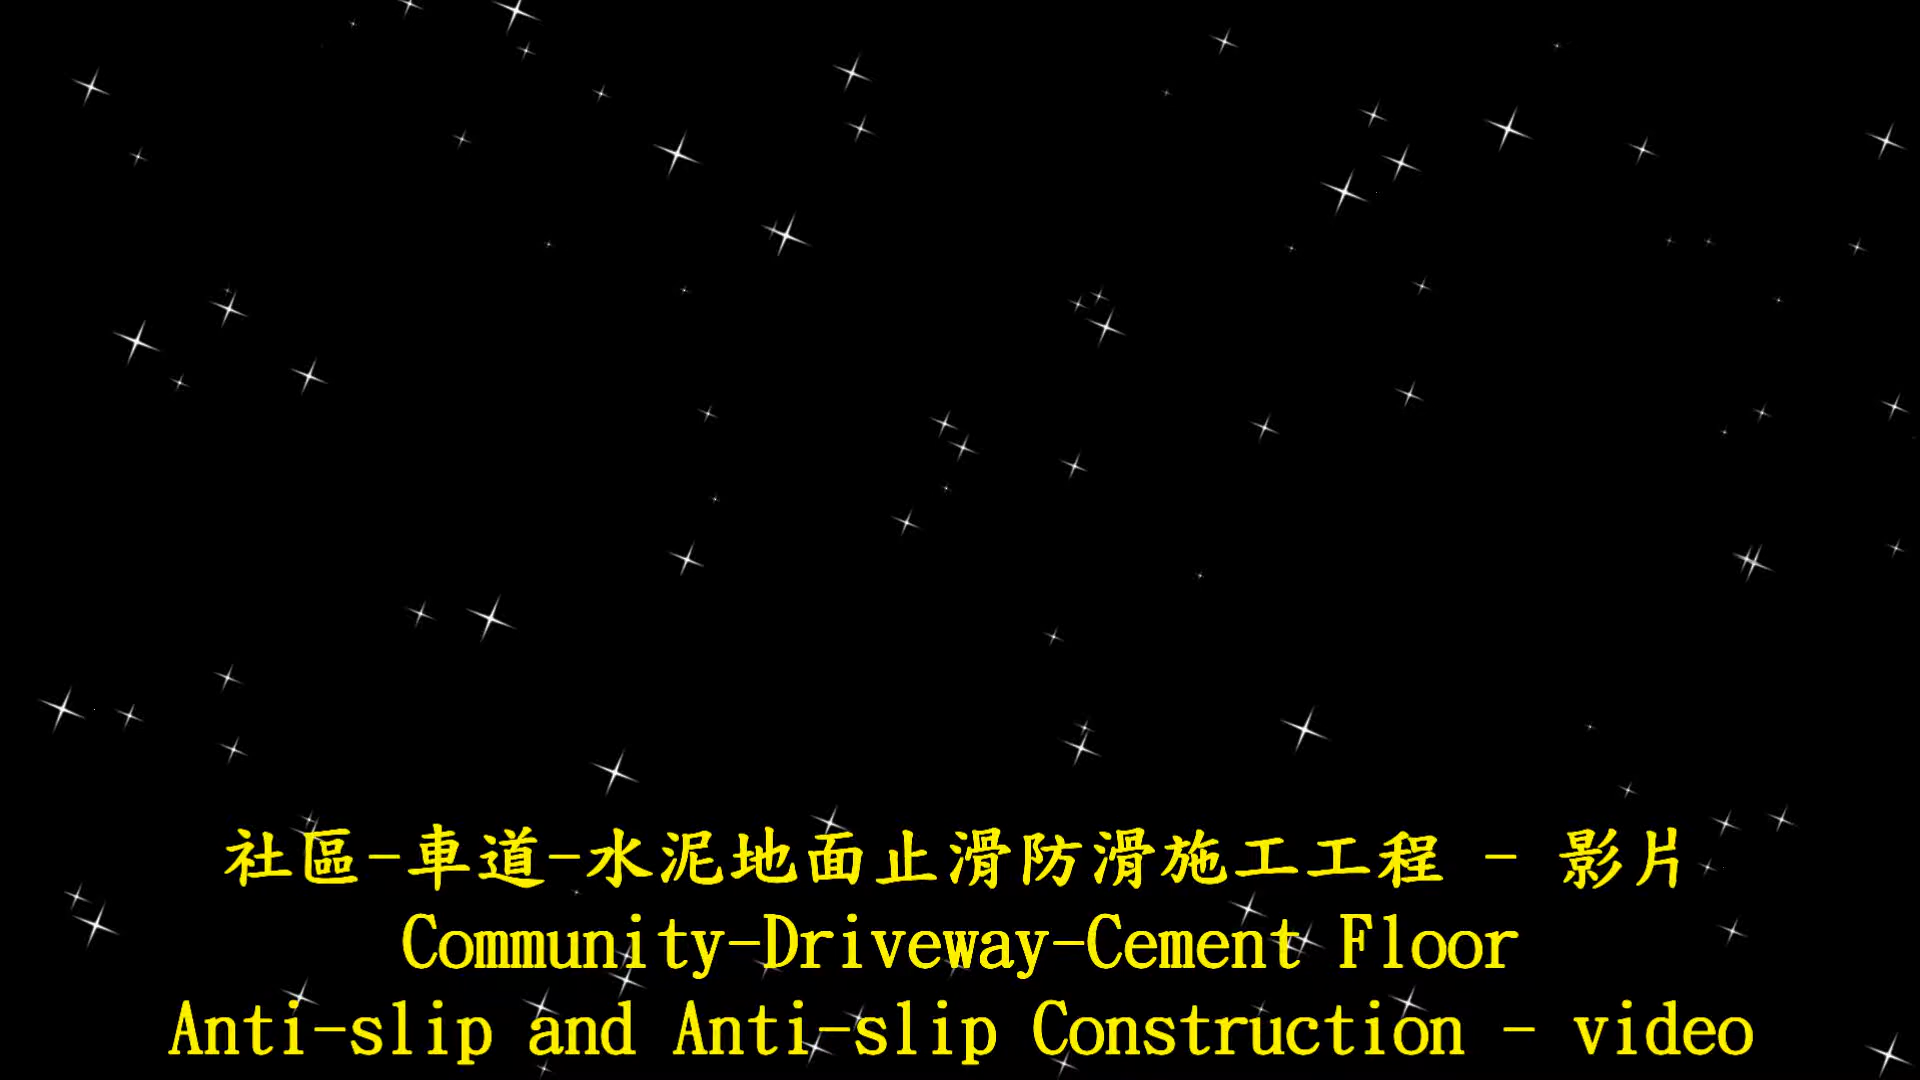 社區-車道-水泥地面止滑防滑施工工程 - 影片
Community-Driveway-Cement Floor
Anti-slip and Anti-slip Construction - video